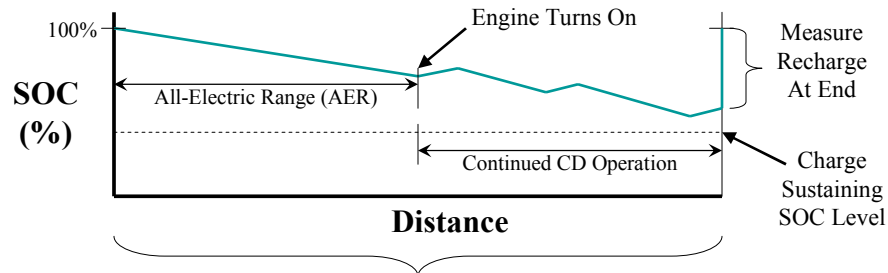 Engine Turns On
100%
Measure
Recharge
At End
All-Electric Range (AER)
SOC
(%)
Continued CD Operation
Charge
Sustaining
SOC Level
Distance